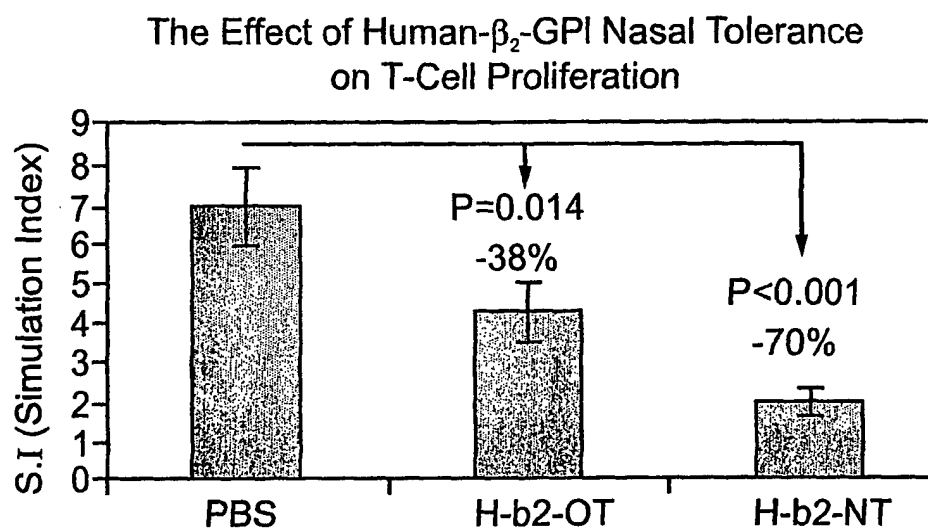 The Effect of Human-β₂-GPI Nasal Tolerance
on T-Cell Proliferation
S.I (Simulation Index)
9
8
7
6
5
4
3
2
1
0
P=0.014
-38%
P<0.001
-70%
PBS
H-b2-OT
H-b2-NT